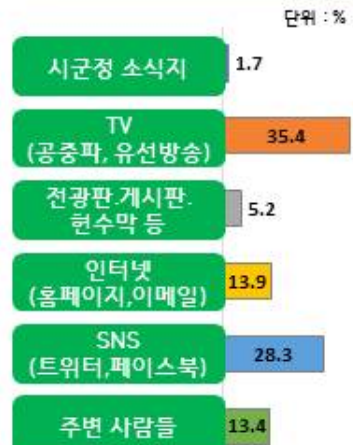 단위 : %
시군정 소식지 1.7
TV
(공중파, 유선방송) 35.4
전광판.게시판.
현수막 등 5.2
인터넷
(홈페이지,이메일) 13.9
SNS
(트위터,페이스북) 28.3
주변 사람들 13.4